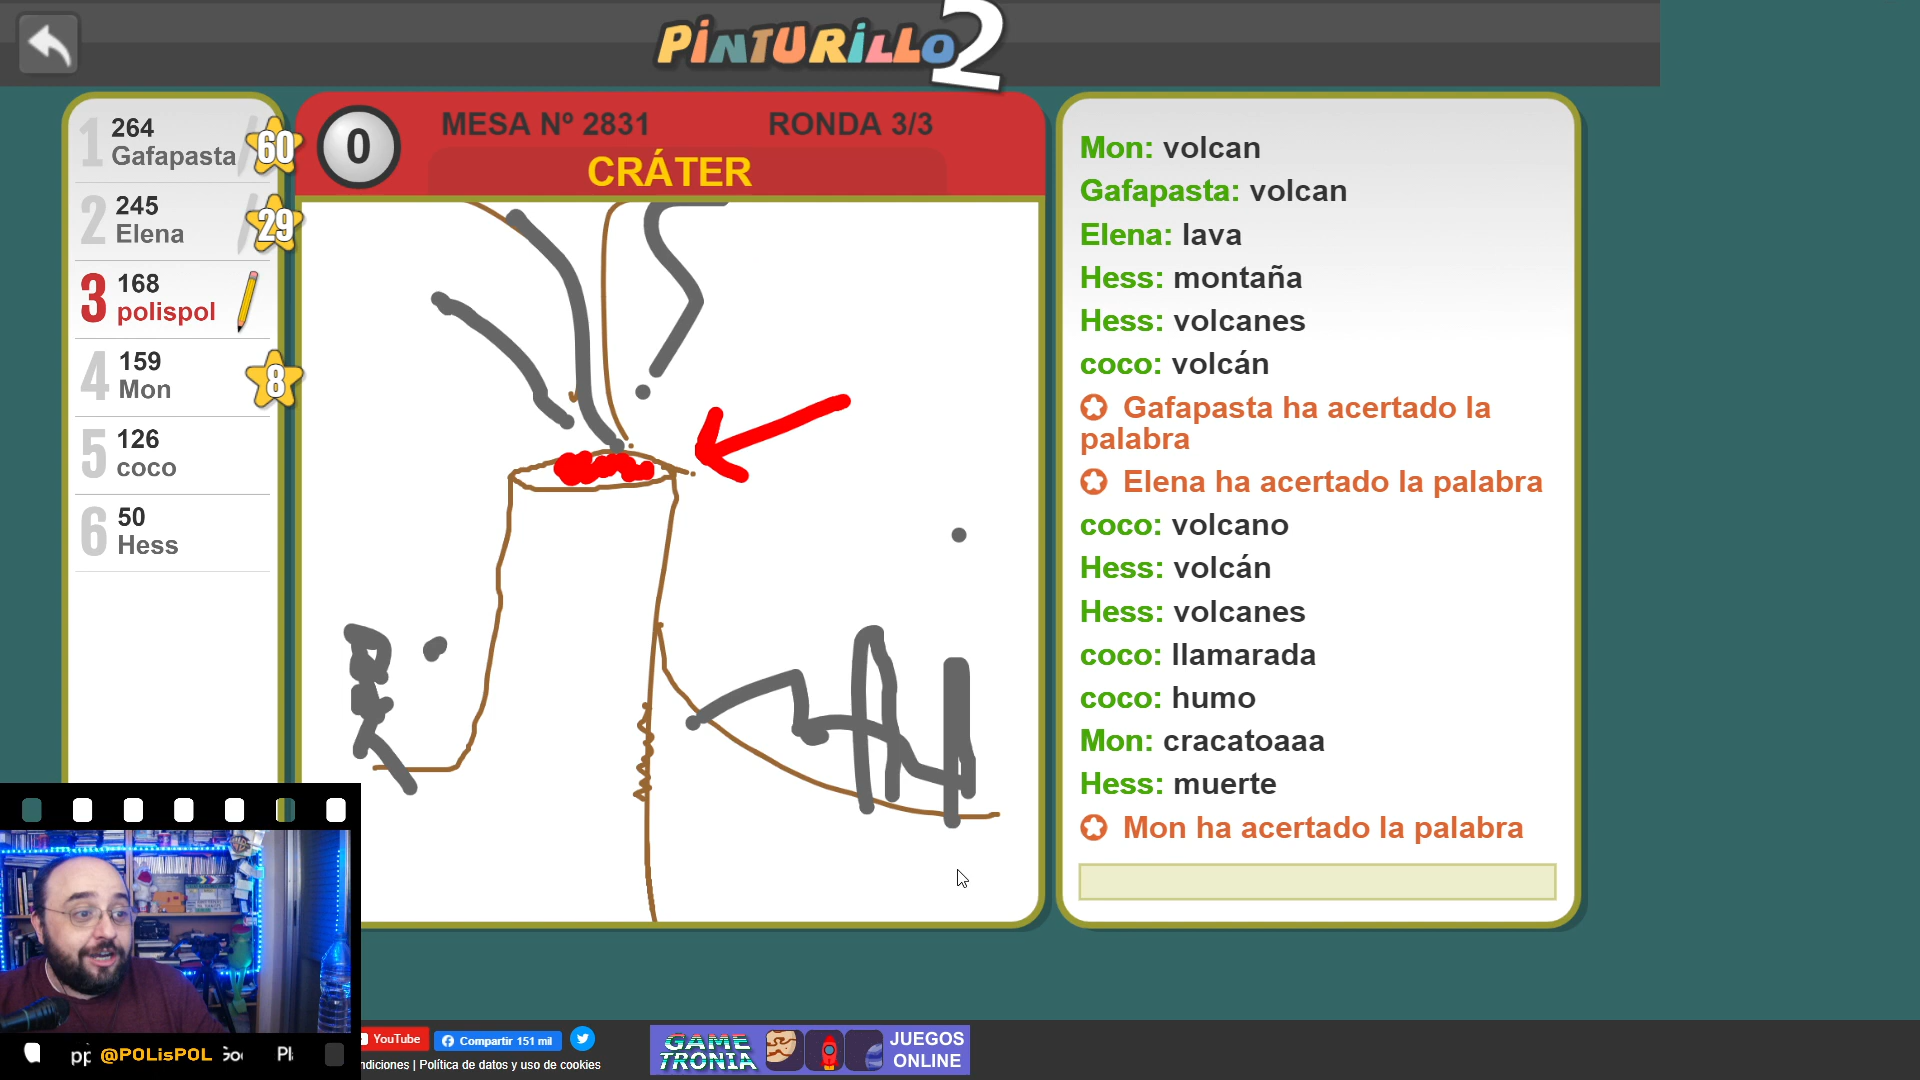 PINTURILLO 2
1 264 Gafapasta 60
2 245 Elena 29
3 168 polispol
4 159 Mon 8
5 126 coco
6 50 Hess
0
MESA Nº 2831
RONDA 3/3
CRÁTER
Mon: volcan
Gafapasta: volcan
Elena: lava
Hess: montaña
Hess: volcanes
coco: volcán
Gafapasta ha acertado la
palabra
Elena ha acertado la palabra
coco: volcano
Hess: volcán
Hess: volcanes
coco: llamarada
coco: humo
Mon: cracatoaaa
Hess: muerte
Mon ha acertado la palabra
@POLisPOL
YouTube
Compartir 151 mil
ndiciones | Política de datos y uso de cookies
GAME
TRONIA
JUEGOS
ONLINE